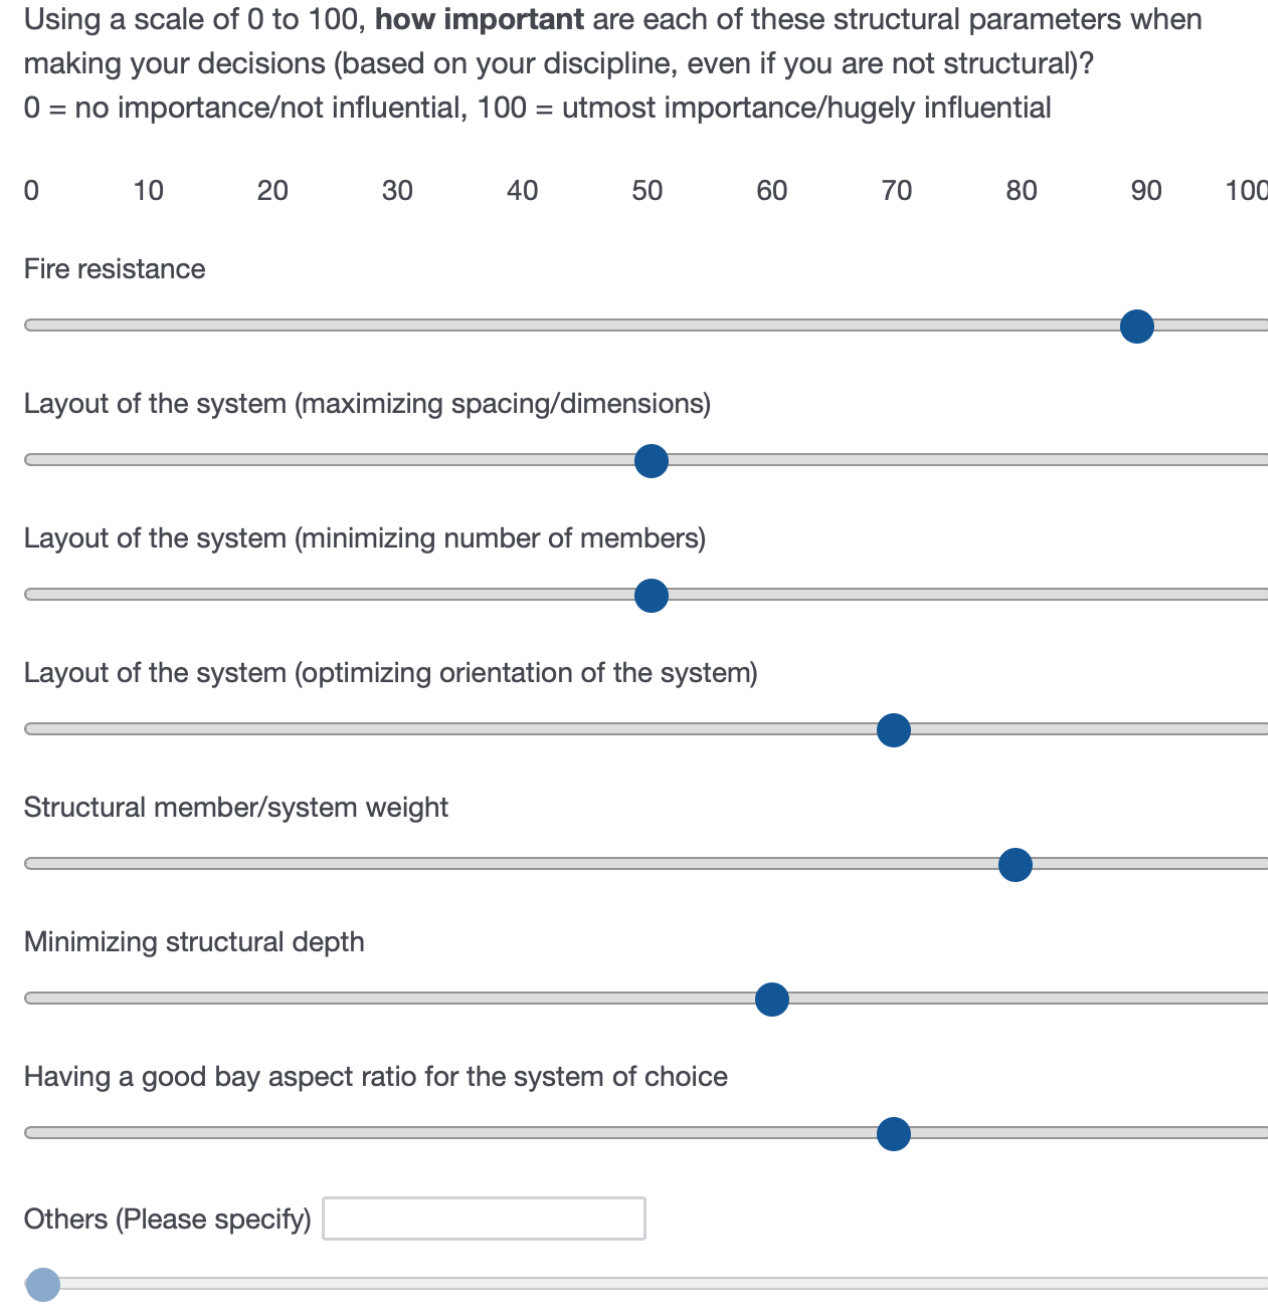 Using a scale of 0 to 100, how important are each of these structural parameters when
making your decisions (based on your discipline, even if you are not structural)?
0 = no importance/not influential, 100 = utmost importance/hugely influential
0 10 20 30 40 50 60 70 80 90 100
Fire resistance
Layout of the system (maximizing spacing/dimensions)
Layout of the system (minimizing number of members)
Layout of the system (optimizing orientation of the system)
Structural member/system weight
Minimizing structural depth
Having a good bay aspect ratio for the system of choice
Others (Please specify)